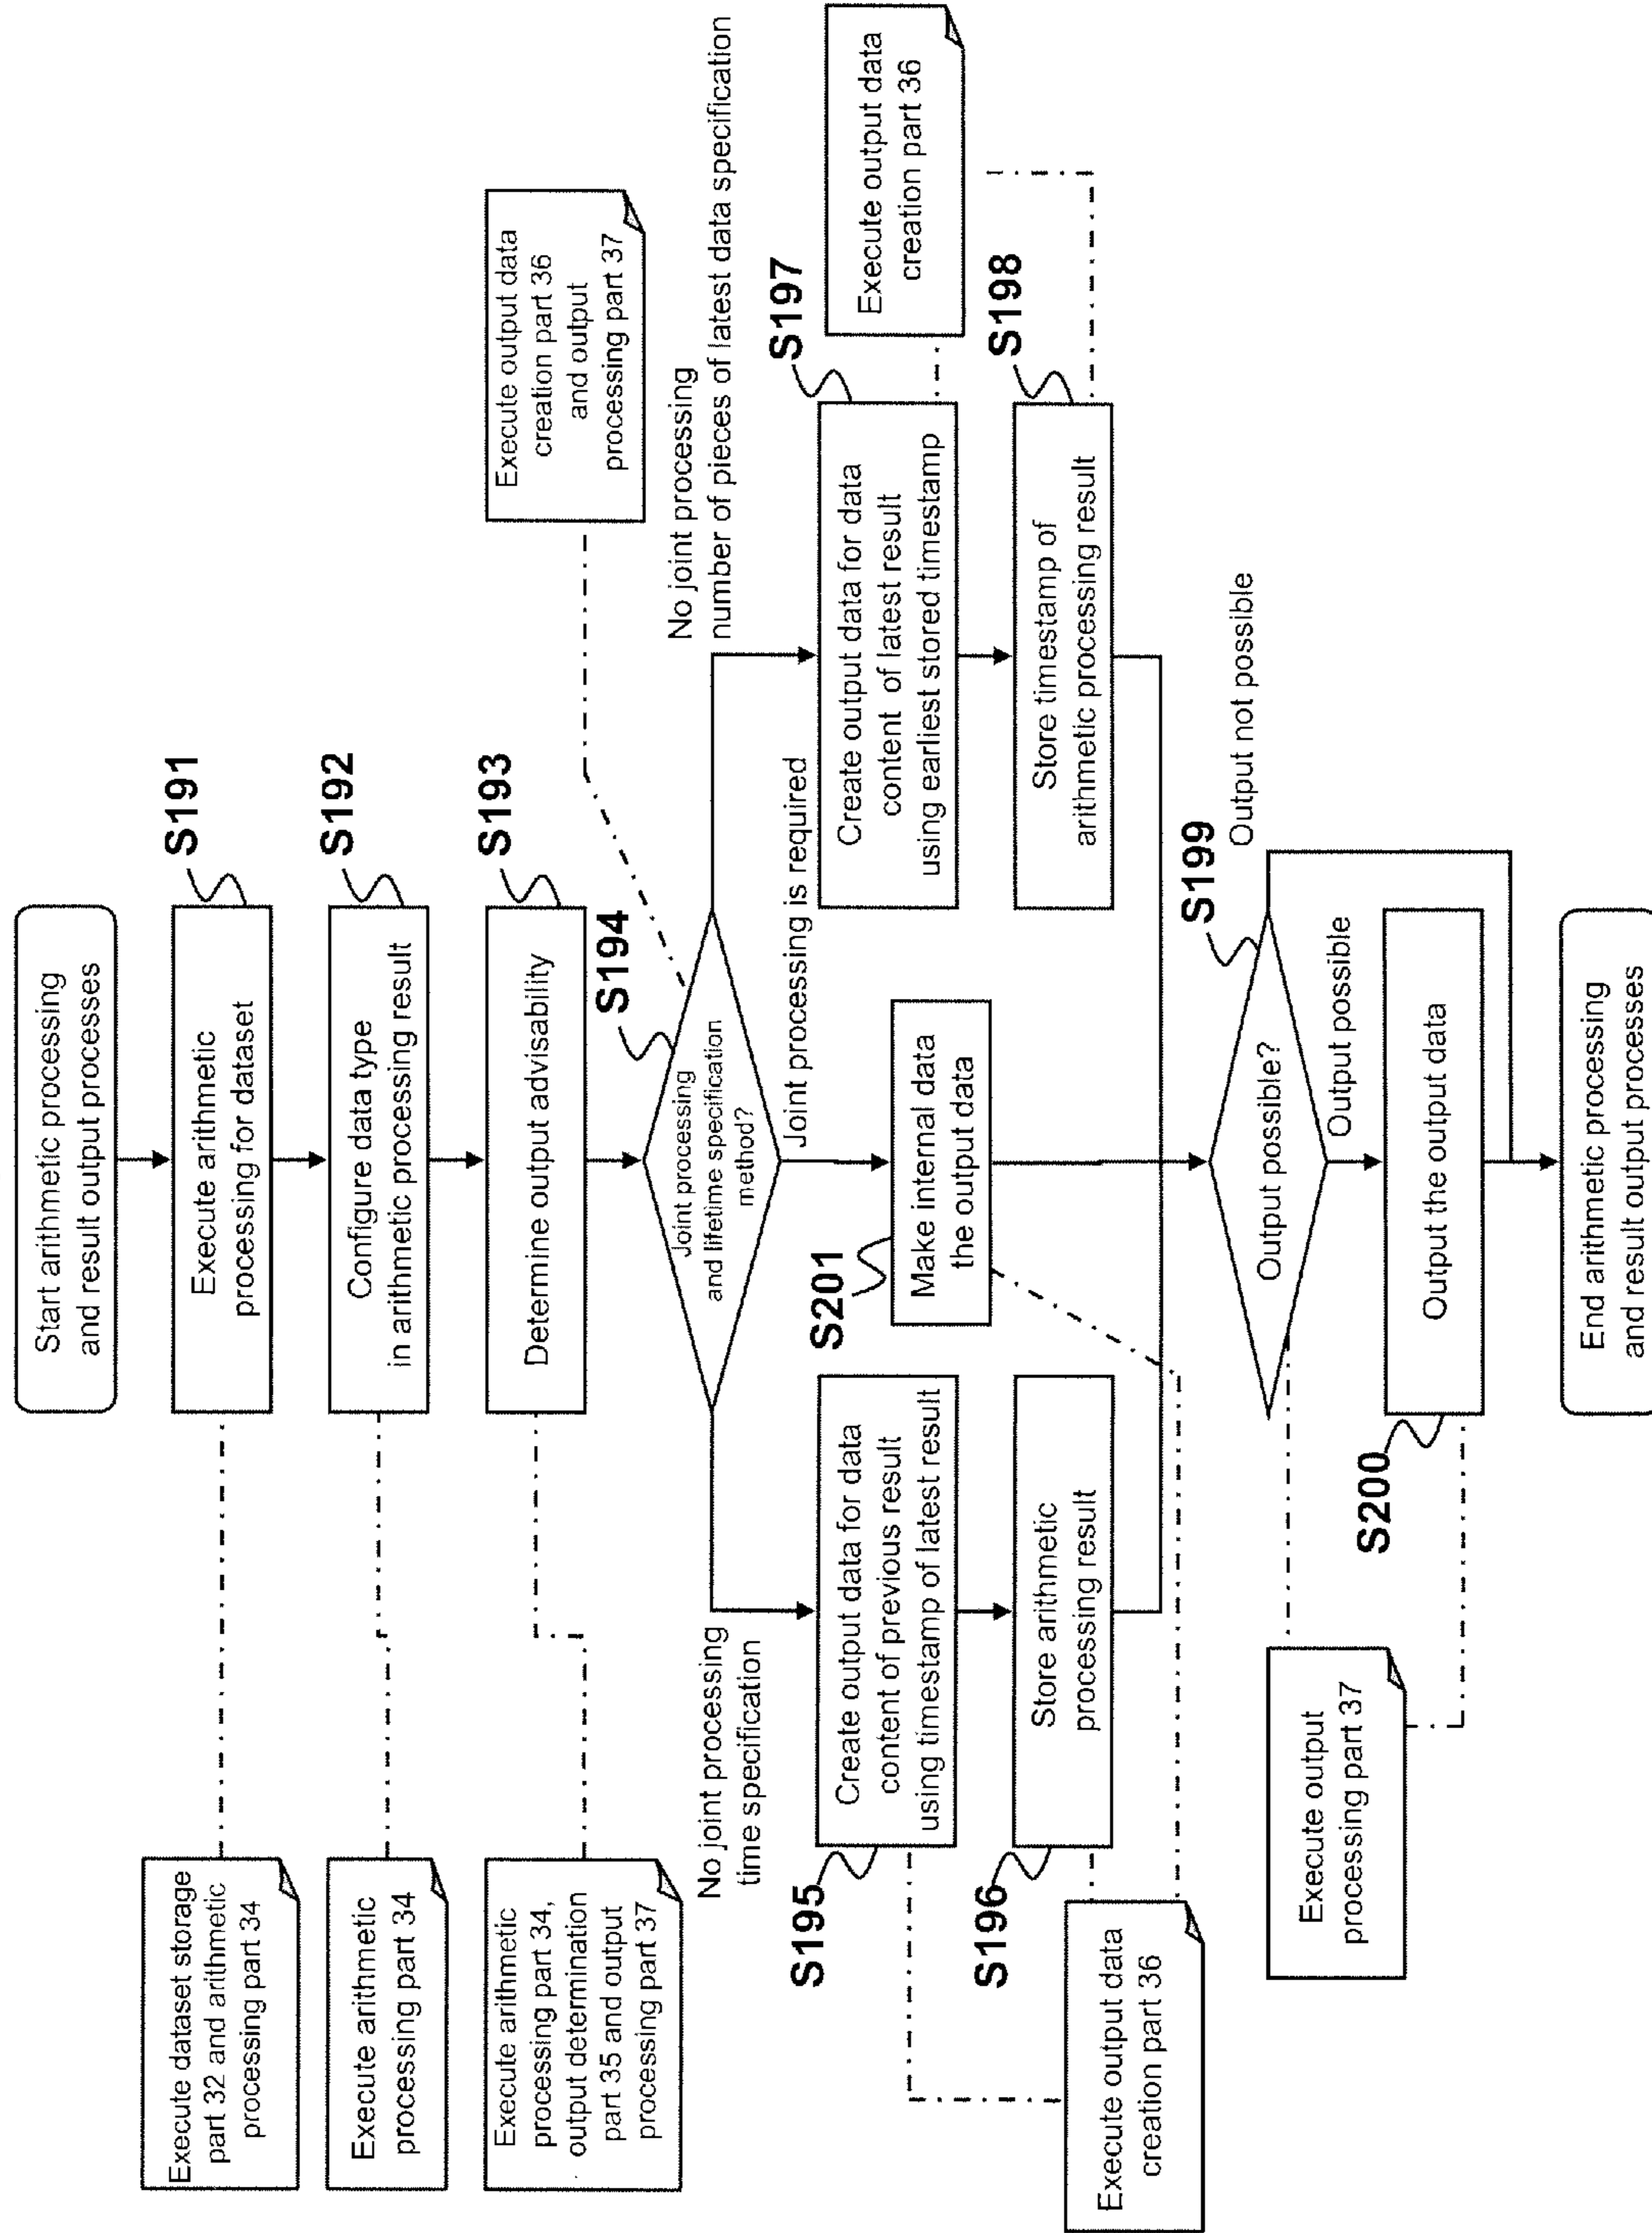 Start arithmetic processing
and result output processes
Execute dataset storage
part 32 and arithmetic
processing part 34
Execute arithmetic
processing for dataset
S191
Execute arithmetic
processing part 34
Configure data type
in arithmetic processing result
S192
Execute arithmetic
processing part 34,
output determination
part 35 and output
processing part 37
Determine output advisability
S193
Execute output data
creation part 36
and output
processing part 37
S194
Joint processing
and lifetime specification
method?
No joint processing
time specification
Joint processing is required
No joint processing
number of pieces of latest data specification
S195
Create output data for data
content of previous result
using timestamp of latest result
S201
Make internal data
the output data
Create output data for data
content of latest result
using earliest stored timestamp
S197
Execute output data
creation part 36
S196
Store arithmetic
processing result
Store timestamp of
arithmetic processing result
S198
Execute output data
creation part 36
S199
Output possible?
Output not possible
Output possible
Execute output
processing part 37
S200
Output the output data
End arithmetic processing
and result output processes